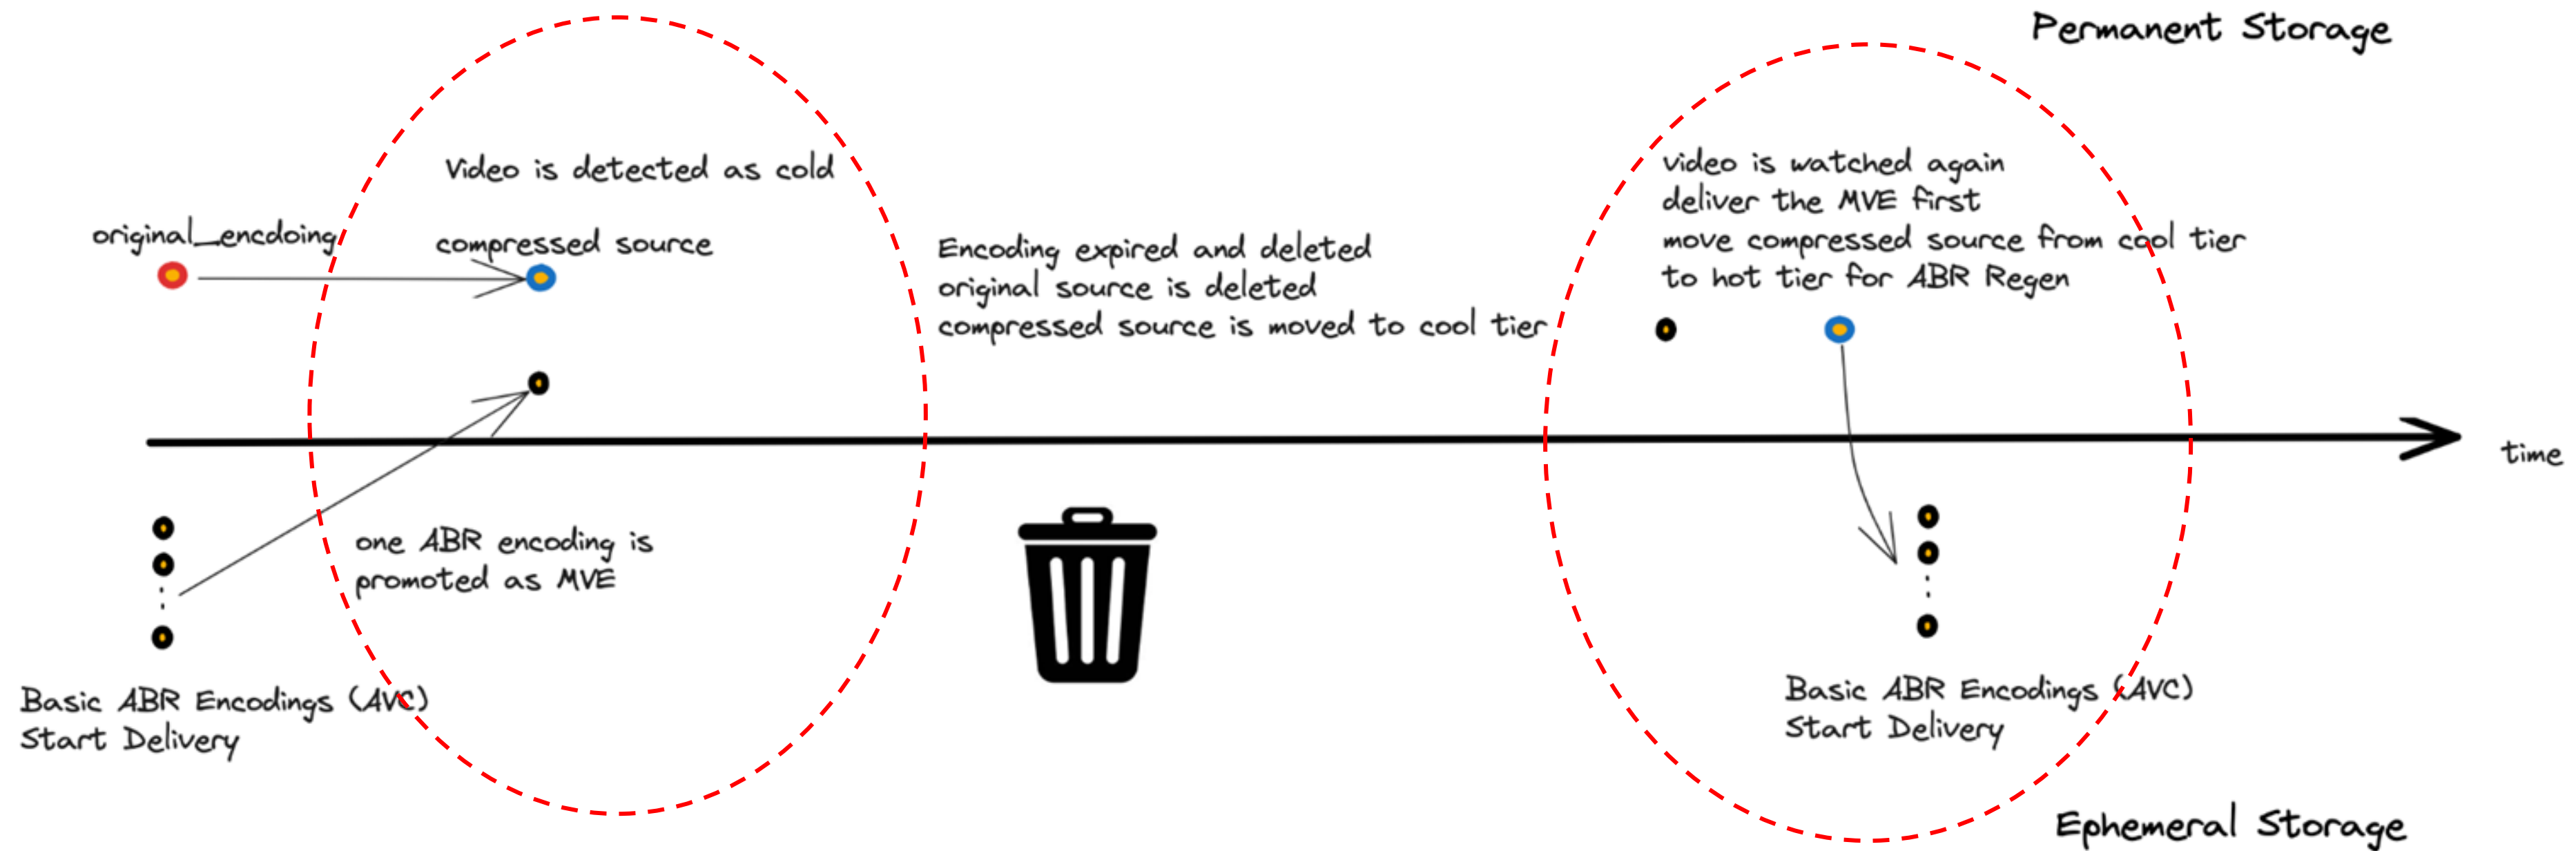 Permanent Storage
Video is detected as cold
original_encdoing
compressed source
Encoding expired and deleted
original source is deleted
compressed source is moved to cool tier
video is watched again
deliver the MVE first
move compressed source from cool tier
to hot tier for ABR Regen
time
one ABR encoding is
promoted as MVE
Basic ABR Encodings (AVC)
Start Delivery
Basic ABR Encodings (AVC)
Start Delivery
Ephemeral Storage